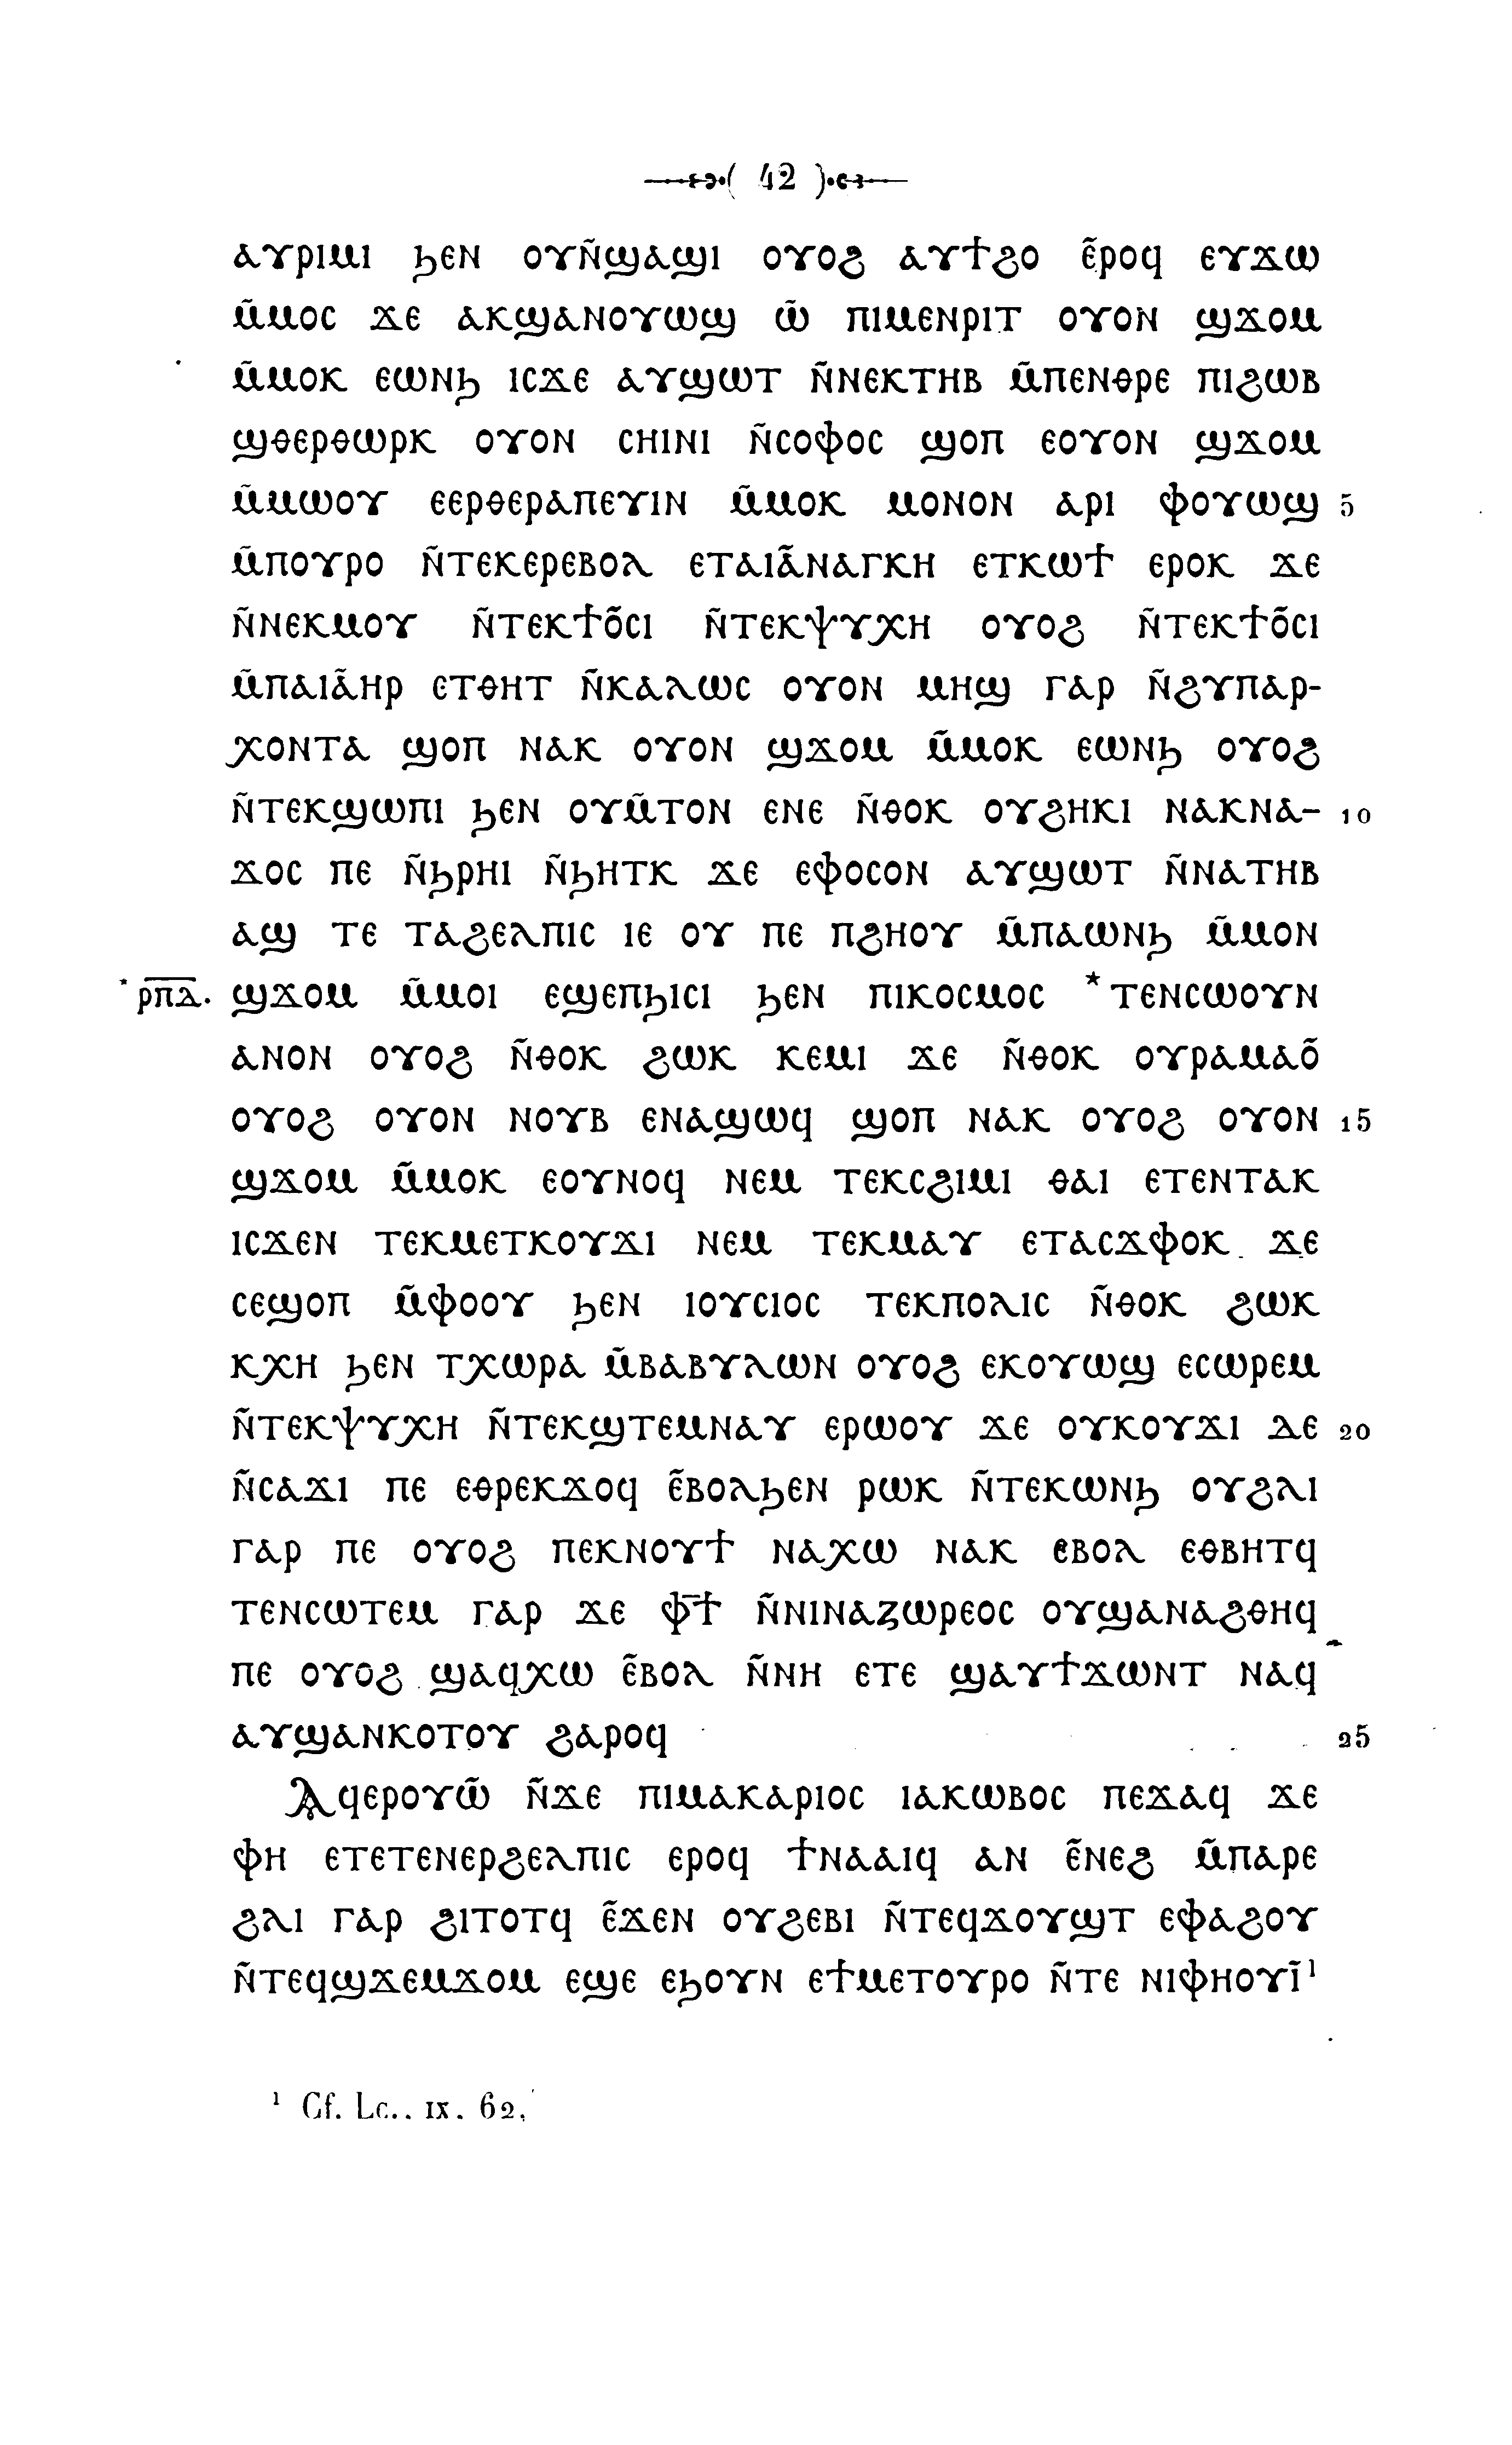 ( 42 )
ⲁⲩⲣⲓⲙⲓ ϧⲉⲛ ⲟⲩⲛ̃ϣⲁϣⲓ ⲟⲩⲟϩ ⲁⲩϯϩⲟ ⲉ̃ⲣⲟϥ ⲉⲩϫⲱ
ⲙ̃ⲙⲟⲥ ϫⲉ ⲁⲕϣⲁⲛⲟⲩⲱϣ ⲱ̃ ⲡⲓⲙⲉⲛⲣⲓⲧ ⲟⲩⲟⲛ ϣϫⲟⲙ
ⲙ̃ⲙⲟⲕ ⲉⲱⲛϧ ⲓⲥϫⲉ ⲁⲩϣⲱⲧ ⲛ̃ⲛⲉⲕⲧⲏⲃ ⲙ̃ⲡⲉⲛⲑⲣⲉ ⲡⲓϩⲱⲃ
ϣⲑⲉⲣⲑⲱⲣⲕ ⲟⲩⲟⲛ ⲥⲏⲓⲛⲓ ⲛ̃ⲥⲟⲫⲟⲥ ϣⲟⲡ ⲉⲟⲩⲟⲛ ϣϫⲟⲙ
ⲙ̃ⲙⲱⲟⲩ ⲉⲉⲣⲑⲉⲣⲁⲡⲉⲩⲓⲛ ⲙ̃ⲙⲟⲕ ⲙⲟⲛⲟⲛ ⲁⲣⲓ ⲫⲟⲩⲱϣ 5
ⲙ̃ⲡⲟⲩⲣⲟ ⲛ̃ⲧⲉⲕⲉⲣⲉⲃⲟⲗ ⲉⲧⲁⲓⲁ̃ⲛⲁⲅⲕⲏ ⲉⲧⲕⲱϯ ⲉⲣⲟⲕ ϫⲉ
ⲛ̃ⲛⲉⲕⲙⲟⲩ ⲛ̃ⲧⲉⲕϯⲟ̃ⲥⲓ ⲛ̃ⲧⲉⲕⲯⲩⲭⲏ ⲟⲩⲟϩ ⲛ̃ⲧⲉⲕϯⲟ̃ⲥⲓ
ⲙ̃ⲡⲁⲓⲁ̃ⲏⲣ ⲉⲧⲑⲏⲧ ⲛ̃ⲕⲁⲗⲱⲥ ⲟⲩⲟⲛ ⲙⲏϣ ⲅⲁⲣ ⲛ̃ϩⲩⲡⲁⲣ-
ⲭⲟⲛⲧⲁ ϣⲟⲡ ⲛⲁⲕ ⲟⲩⲟⲛ ϣϫⲟⲙ ⲙ̃ⲙⲟⲕ ⲉⲱⲛϧ ⲟⲩⲟϩ
ⲛ̃ⲧⲉⲕϣⲱⲡⲓ ϧⲉⲛ ⲟⲩⲙ̃ⲧⲟⲛ ⲉⲛⲉ ⲛ̃ⲑⲟⲕ ⲟⲩϩⲏⲕⲓ ⲛⲁⲕⲛⲁ- 10
ϫⲟⲥ ⲡⲉ ⲛ̃ϧⲣⲏⲓ ⲛ̃ϧⲏⲧⲕ ϫⲉ ⲉⲫⲟⲥⲟⲛ ⲁⲩϣⲱⲧ ⲛ̃ⲛⲁⲧⲏⲃ
ⲁϣ ⲧⲉ ⲧⲁϩⲉⲗⲡⲓⲥ ⲓⲉ ⲟⲩ ⲡⲉ ⲡϩⲏⲟⲩ ⲙ̃ⲡⲁⲱⲛϧ ⲙ̃ⲙⲟⲛ
* ⲣ̅ⲡ̅ⲇ̅. ϣϫⲟⲙ ⲙ̃ⲙⲟⲓ ⲉϣⲉⲡϧⲓⲥⲓ ϧⲉⲛ ⲡⲓⲕⲟⲥⲙⲟⲥ *ⲧⲉⲛⲥⲱⲟⲩⲛ
ⲁⲛⲟⲛ ⲟⲩⲟϩ ⲛ̃ⲑⲟⲕ ϩⲱⲕ ⲕⲉⲙⲓ ϫⲉ ⲛ̃ⲑⲟⲕ ⲟⲩⲣⲁⲙⲁⲟ̃
ⲟⲩⲟϩ ⲟⲩⲟⲛ ⲛⲟⲩⲃ ⲉⲛⲁϣⲱϥ ϣⲟⲡ ⲛⲁⲕ ⲟⲩⲟϩ ⲟⲩⲟⲛ 15
ϣϫⲟⲙ ⲙ̃ⲙⲟⲕ ⲉⲟⲩⲛⲟϥ ⲛⲉⲙ ⲧⲉⲕⲥϩⲓⲙⲓ ⲑⲁⲓ ⲉⲧⲉⲛⲧⲁⲕ
ⲓⲥϫⲉⲛ ⲧⲉⲕⲙⲉⲧⲕⲟⲩϫⲓ ⲛⲉⲙ ⲧⲉⲕⲙⲁⲩ ⲉⲧⲁⲥϫⲫⲟⲕ ϫⲉ
ⲥⲉϣⲟⲡ ⲙ̃ⲫⲟⲟⲩ ϧⲉⲛ ⲓⲟⲩⲥⲓⲟⲥ ⲧⲉⲕⲡⲟⲗⲓⲥ ⲛ̃ⲑⲟⲕ ϩⲱⲕ
ⲕⲭⲏ ϧⲉⲛ ⲧⲭⲱⲣⲁ ⲙ̃ⲃⲁⲃⲩⲗⲱⲛ ⲟⲩⲟϩ ⲉⲕⲟⲩⲱϣ ⲉⲥⲱⲣⲉⲙ
ⲛ̃ⲧⲉⲕⲯⲩⲭⲏ ⲛ̃ⲧⲉⲕϣⲧⲉⲙⲛⲁⲩ ⲉⲣⲱⲟⲩ ϫⲉ ⲟⲩⲕⲟⲩϫⲓ ⲇⲉ 20
ⲛ̃ⲥⲁϫⲓ ⲡⲉ ⲉⲑⲣⲉⲕϫⲟϥ ⲉ̃ⲃⲟⲗϧⲉⲛ ⲣⲱⲕ ⲛ̃ⲧⲉⲕⲱⲛϧ ⲟⲩϩⲗⲓ
ⲅⲁⲣ ⲡⲉ ⲟⲩⲟϩ ⲡⲉⲕⲛⲟⲩϯ ⲛⲁⲭⲱ ⲛⲁⲕ ⲉⲃⲟⲗ ⲉⲑⲃⲏⲧϥ
ⲧⲉⲛⲥⲱⲧⲉⲙ ⲅⲁⲣ ϫⲉ ⲫ̅ϯ ⲛ̃ⲛⲓⲛⲁⲍⲱⲣⲉⲟⲥ ⲟⲩϣⲁⲛⲁϩⲑⲏϥ
ⲡⲉ ⲟⲩⲟϩ ϣⲁϥⲭⲱ ⲉ̃ⲃⲟⲗ ⲛ̃ⲛⲏ ⲉⲧⲉ ϣⲁⲩϯϫⲱⲛⲧ ⲛⲁϥ
ⲁⲩϣⲁⲛⲕⲟⲧⲟⲩ ϩⲁⲣⲟϥ 25
Ⲁϥⲉⲣⲟⲩⲱ̃ ⲛ̃ϫⲉ ⲡⲓⲙⲁⲕⲁⲣⲓⲟⲥ ⲓⲁⲕⲱⲃⲟⲥ ⲡⲉϫⲁϥ ϫⲉ
ⲫⲏ ⲉⲧⲉⲧⲉⲛⲉⲣϩⲉⲗⲡⲓⲥ ⲉⲣⲟϥ ϯⲛⲁⲁⲓϥ ⲁⲛ ⲉ̃ⲛⲉϩ ⲙ̃ⲡⲁⲣⲉ
ϩⲗⲓ ⲅⲁⲣ ϩⲓⲧⲟⲧϥ ⲉ̃ϫⲉⲛ ⲟⲩϩⲉⲃⲓ ⲛ̃ⲧⲉϥϫⲟⲩϣⲧ ⲉⲫⲁϩⲟⲩ
ⲛ̃ⲧⲉϥϣϫⲉⲙϫⲟⲙ ⲉϣⲉ ⲉϧⲟⲩⲛ ⲉϯⲙⲉⲧⲟⲩⲣⲟ ⲛ̃ⲧⲉ ⲛⲓⲫⲏⲟⲩⲓ̃ ¹
¹ Cf. Lc., IX, 62.